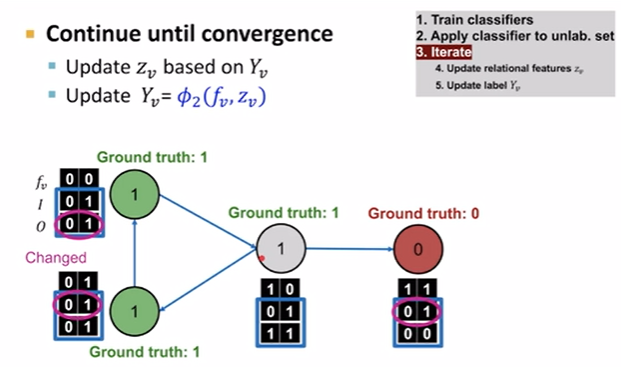 Continue until convergence
Update z_v based on Y_v
Update Y_v= ϕ_2(f_v, z_v)
1. Train classifiers
2. Apply classifier to unlab. set
3. Iterate
4. Update relational features z_v
5. Update label Y_v
Ground truth: 1
f_v 0 0
I 0 1
O 0 1
1
Changed
0 1
0 1
0 1
1
Ground truth: 1
Ground truth: 1
1
1 0
0 1
1 1
Ground truth: 0
0
1 1
0 1
0 0